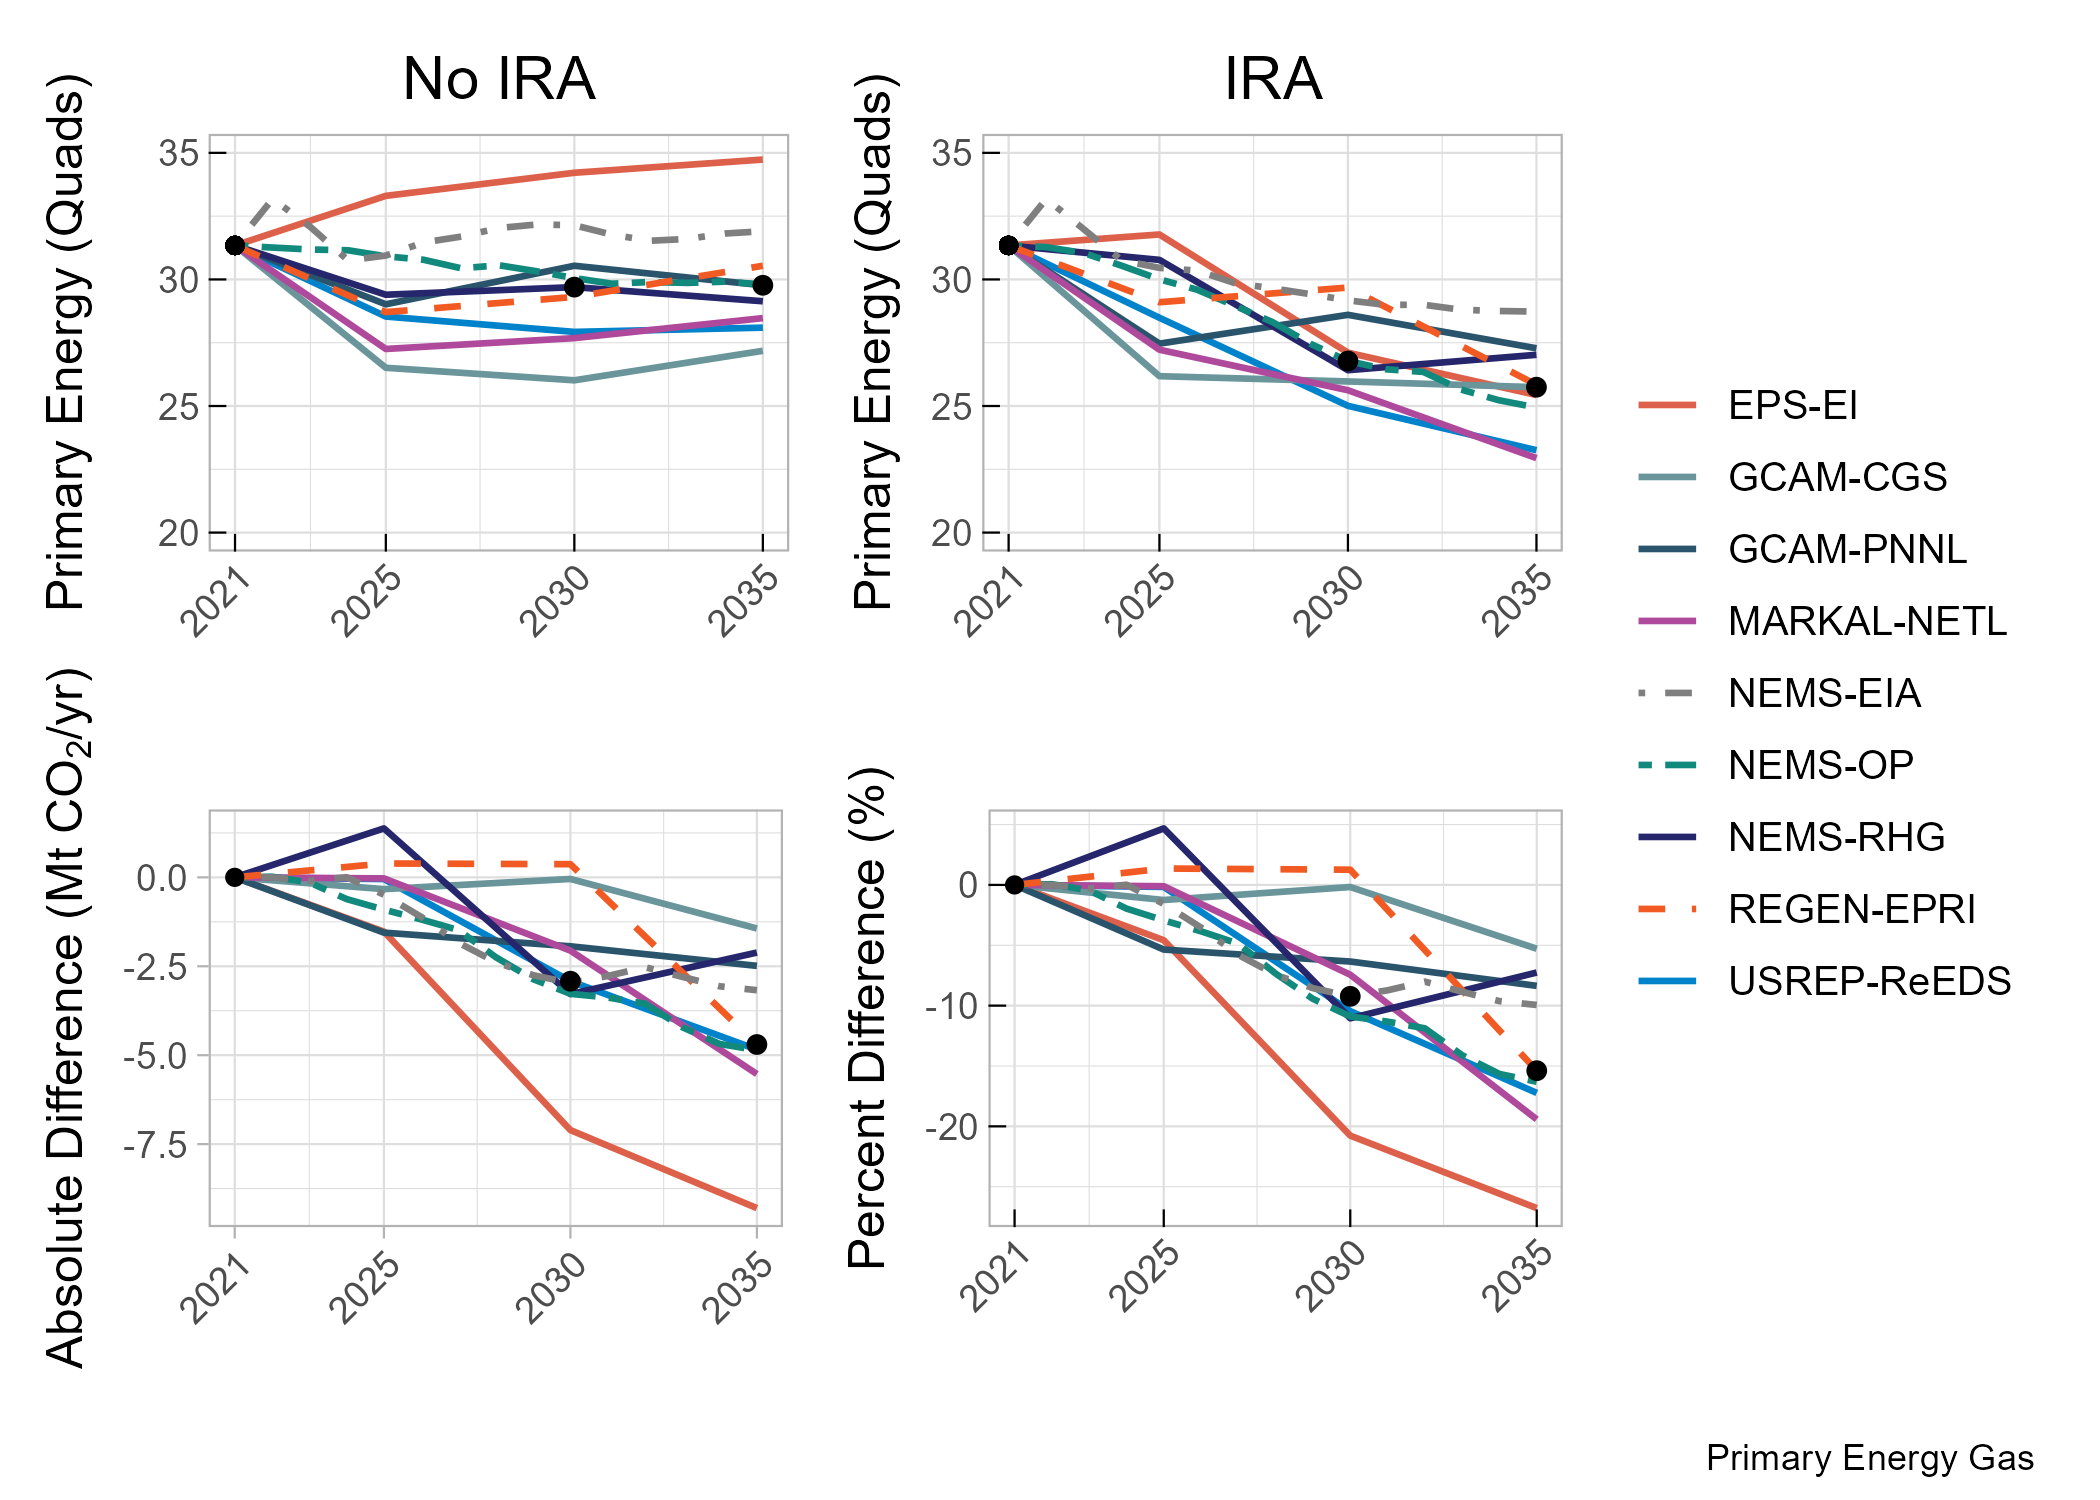 No IRA
IRA
Primary Energy (Quads)
35
30
25
20
2021
2025
2030
2035
Primary Energy (Quads)
35
30
25
20
2021
2025
2030
2035
Absolute Difference (Mt CO₂/yr)
0.0
-2.5
-5.0
-7.5
2021
2025
2030
2035
Percent Difference (%)
0
-10
-20
2021
2025
2030
2035
EPS-EI
GCAM-CGS
GCAM-PNNL
MARKAL-NETL
NEMS-EIA
NEMS-OP
NEMS-RHG
REGEN-EPRI
USREP-ReEDS
Primary Energy Gas